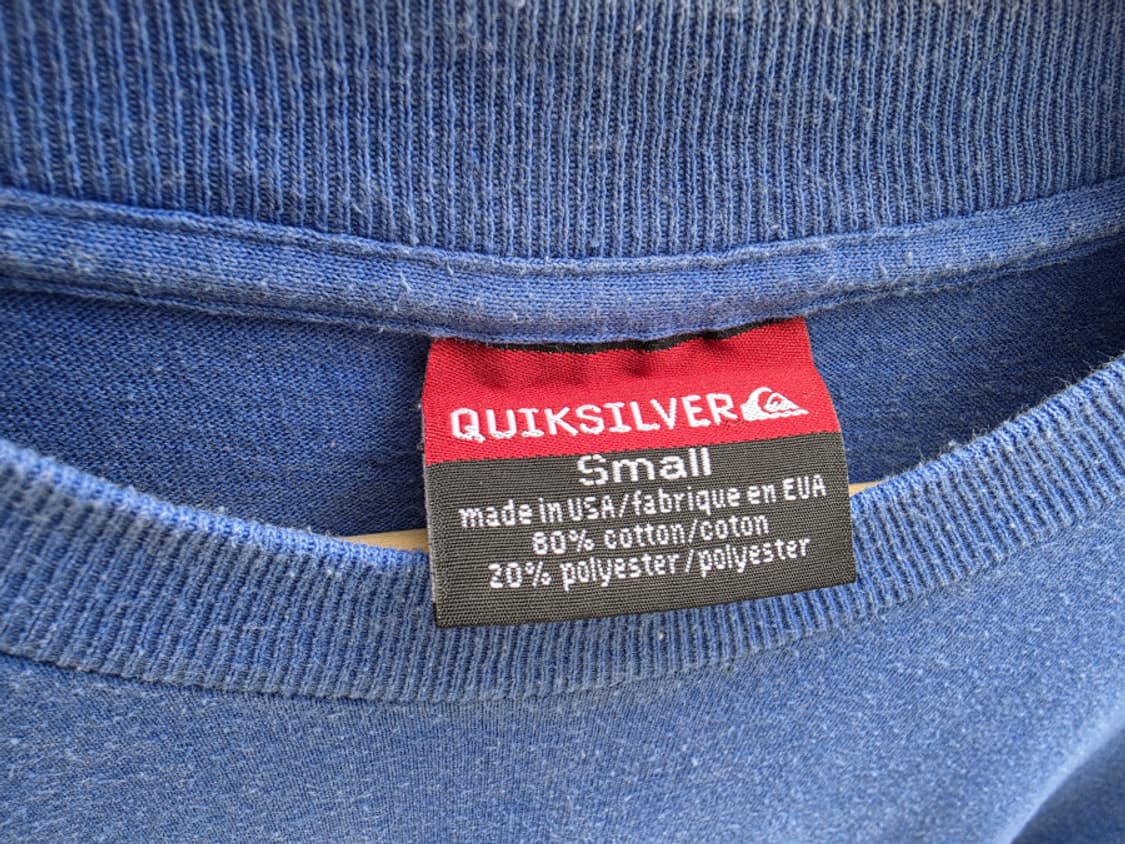 QUIKSILVER
Small
made in USA/fabrique en EUA
80% cotton/coton
20% polyester/polyester